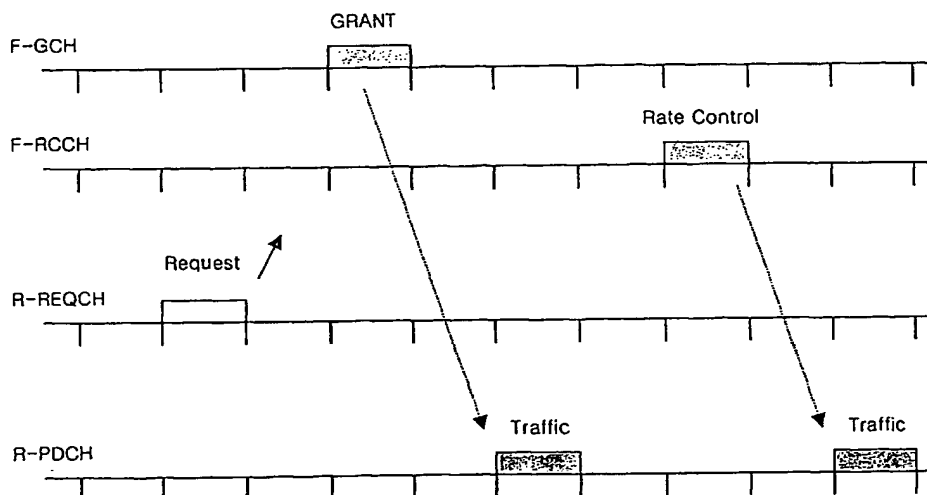 GRANT
F-GCH
Rate Control
F-RCCH
Request
R-REQCH
Traffic
Traffic
R-PDCH